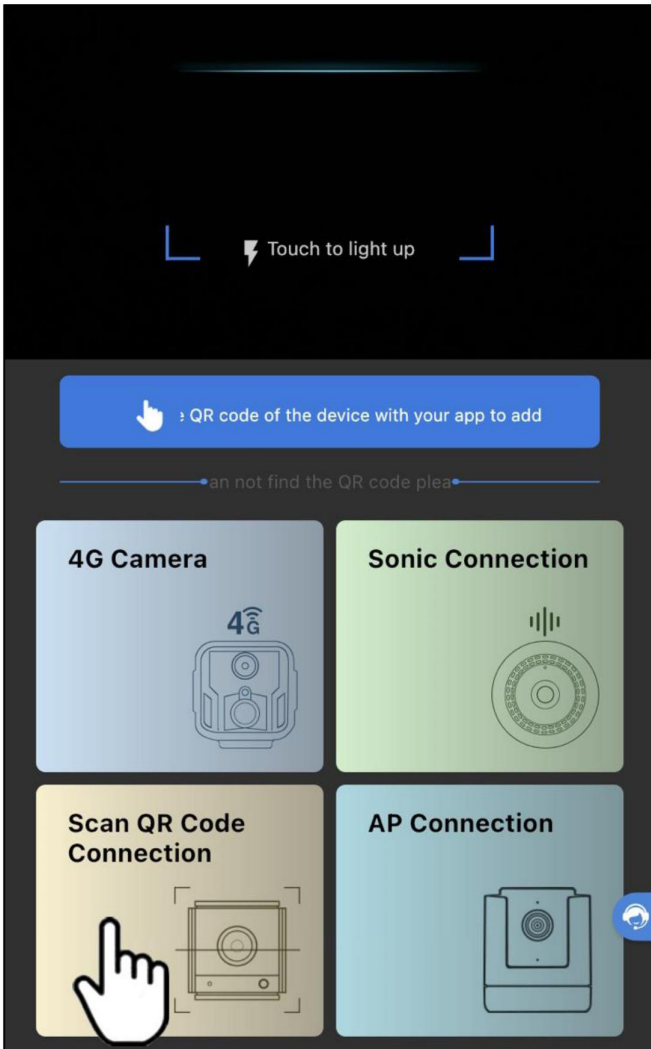 Touch to light up
QR code of the device with your app to add
an not find the QR code plea
4G Camera
Sonic Connection
4G
Scan QR Code
Connection
AP Connection